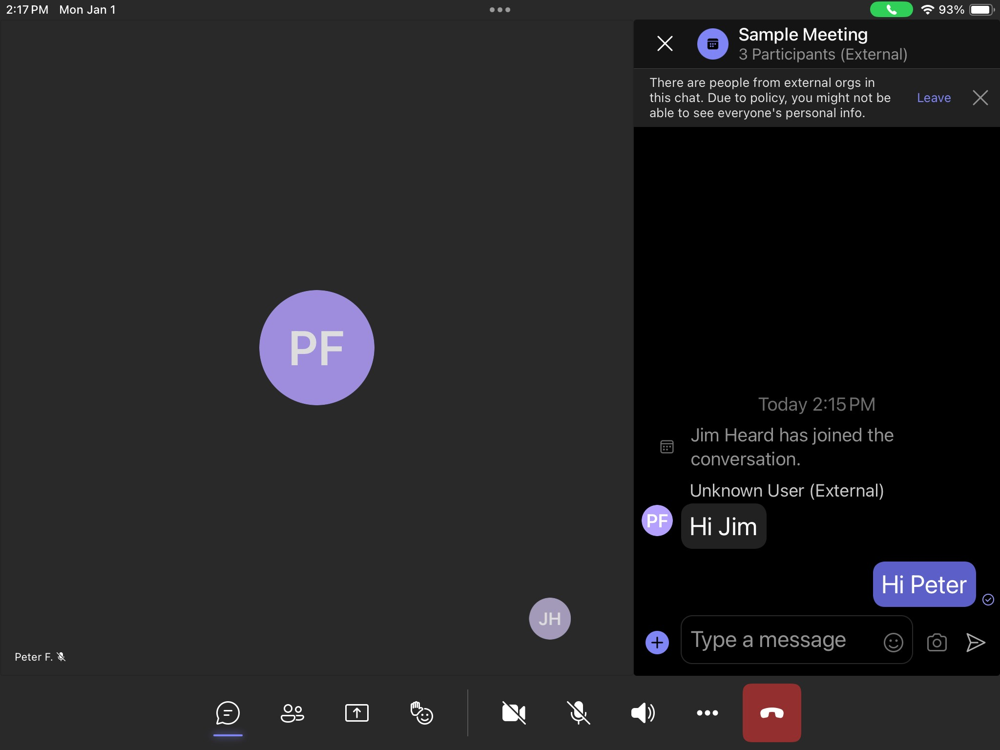 2:17 PM Mon Jan 1
93%
Sample Meeting
3 Participants (External)
There are people from external orgs in
this chat. Due to policy, you might not be
able to see everyone's personal info.
Leave
PF
JH
Peter F.
Today 2:15 PM
Jim Heard has joined the
conversation.
Unknown User (External)
PF
Hi Jim
Hi Peter
Type a message